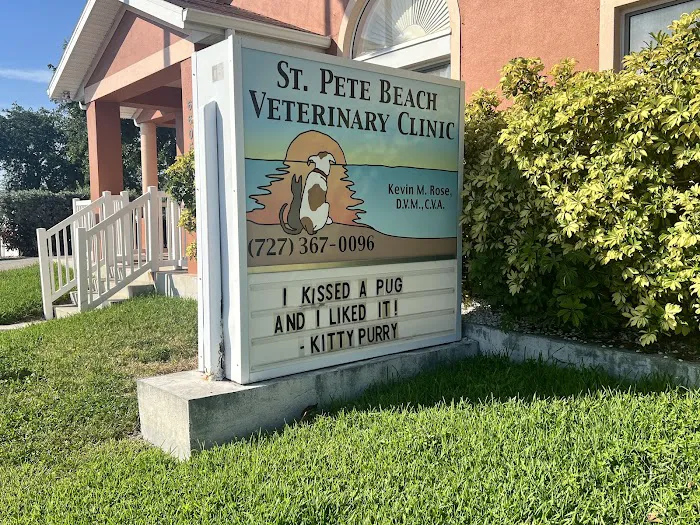 ST. PETE BEACH
VETERINARY CLINIC
Kevin M. Rose,
D.V.M., C.V.A.
(727) 367-0096
I KISSED A PUG
AND I LIKED IT!
- KITTY PURRY